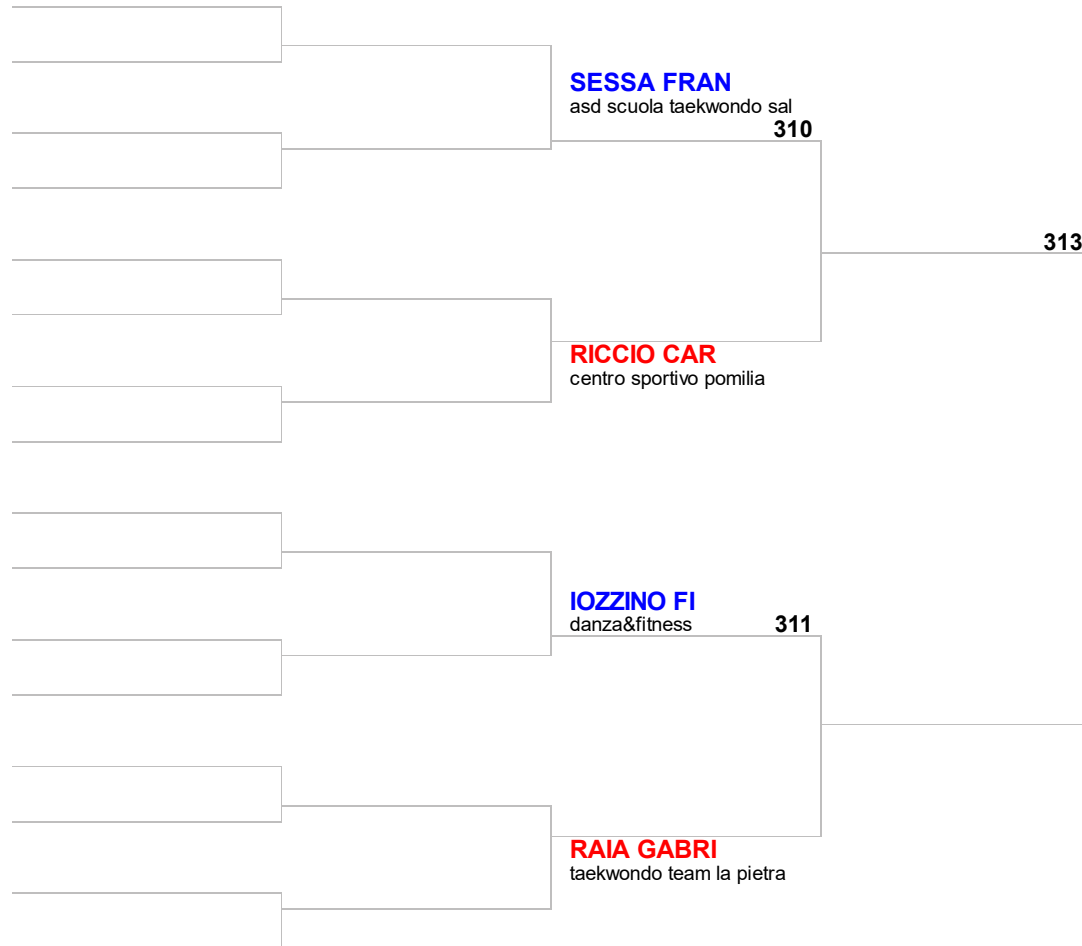 SESSA FRAN
asd scuola taekwondo sal
310
313
RICCIO CAR
centro sportivo pomilia
IOZZINO FI
danza&fitness
311
RAIA GABRI
taekwondo team la pietra